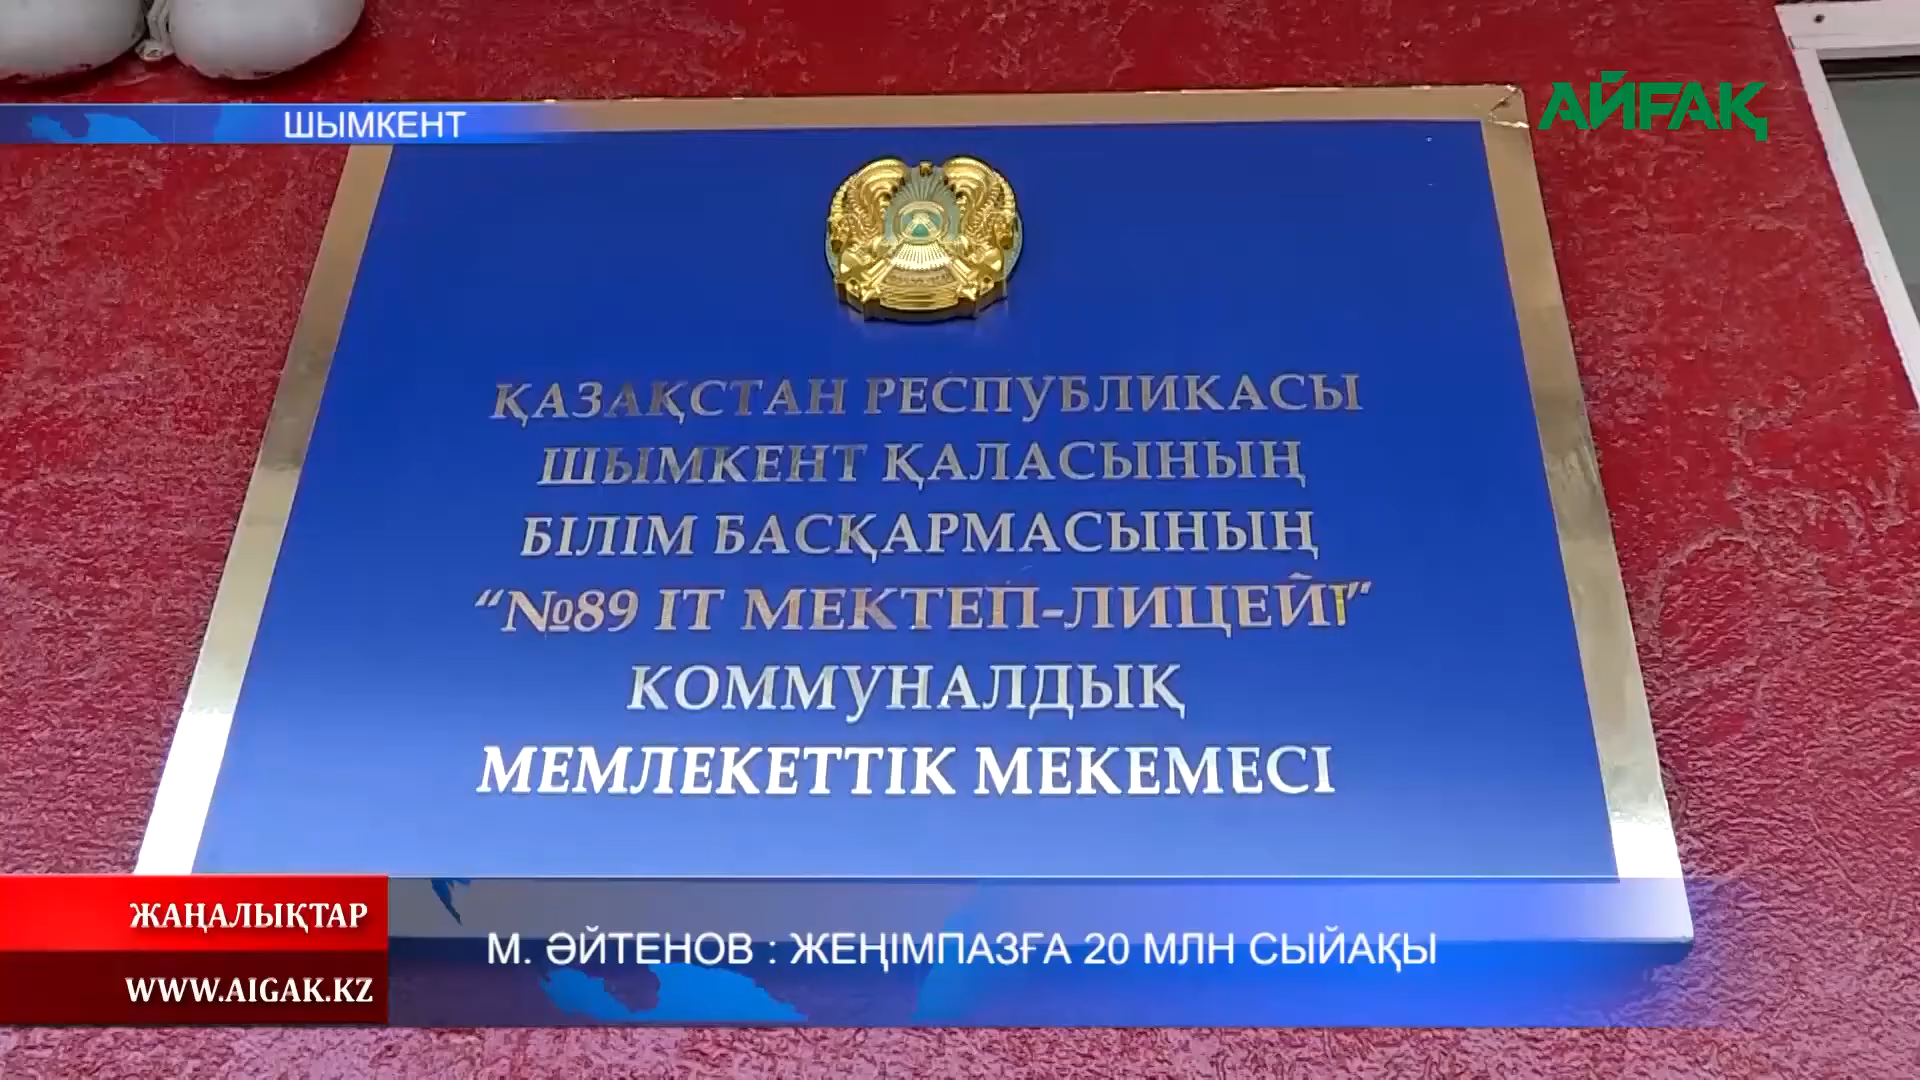 ШЫМКЕНТ
АЙҒАҚ
ҚАЗАҚСТАН РЕСПУБЛИКАСЫ
ШЫМКЕНТ ҚАЛАСЫНЫҢ
БІЛІМ БАСҚАРМАСЫНЫҢ
“№89 IT МЕКТЕП-ЛИЦЕЙІ”
КОММУНАЛДЫҚ
МЕМЛЕКЕТТІК МЕКЕМЕСІ
ЖАҢАЛЫҚТАР
WWW.AIGAK.KZ
М. ӘЙТЕНОВ : ЖЕҢІМПАЗҒА 20 МЛН СЫЙАҚЫ